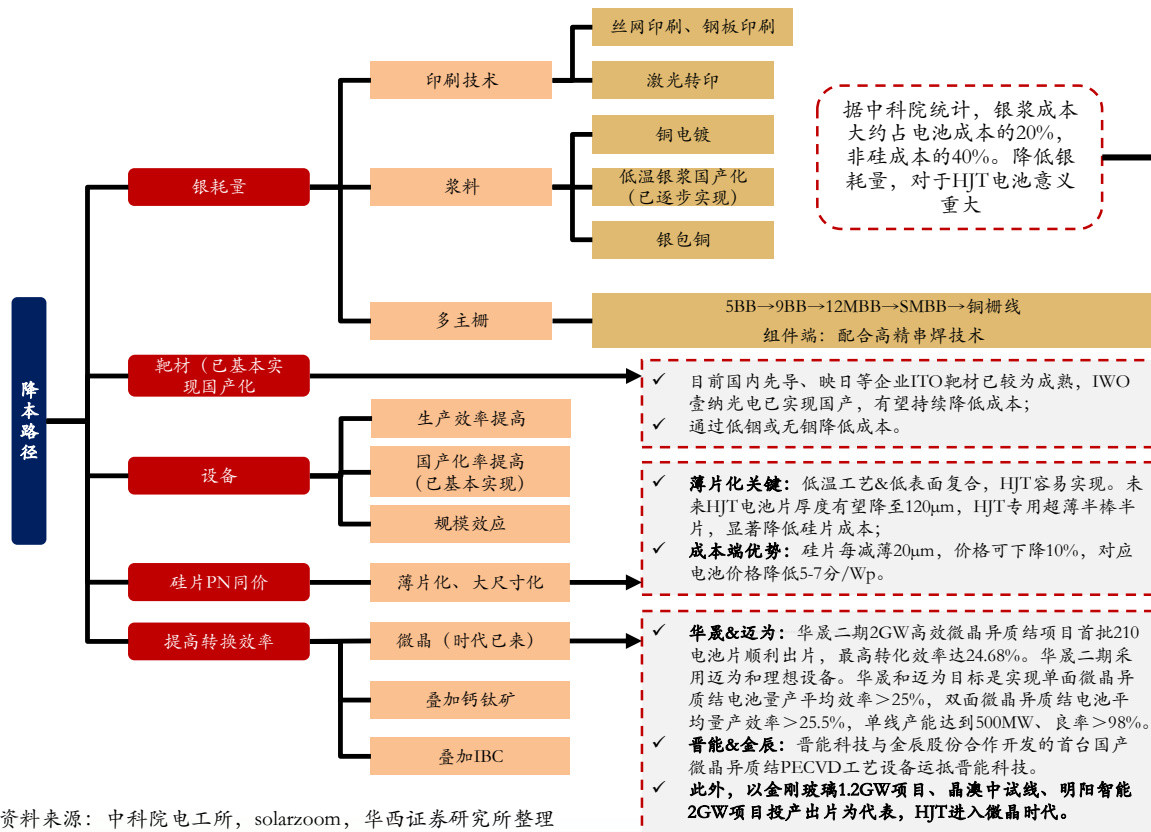 丝网印刷、钢板印刷
印刷技术
激光转印
据中科院统计，银浆成本
大约占电池成本的20%，
非硅成本的40%。降低银
耗量，对于HJT电池意义
重大
铜电镀
银耗量
浆料
低温银浆国产化
（已逐步实现）
银包铜
多主栅
5BB→9BB→12MBB→SMBB→铜栅线
组件端：配合高精串焊技术
降本路径
靶材（已基本实
现国产化
✓ 目前国内先导、映日等企业ITO靶材已较为成熟，IWO
壹纳光电已实现国产，有望持续降低成本；
✓ 通过低铟或无铟降低成本。
设备
生产效率提高
国产化率提高
（已基本实现）
规模效应
✓ 薄片化关键：低温工艺&低表面复合，HJT容易实现。未
来HJT电池片厚度有望降至120μm，HJT专用超薄半棒半
片，显著降低硅片成本；
✓ 成本端优势：硅片每减薄20μm，价格可下降10%，对应
电池价格降低5-7分/Wp。
硅片PN同价
薄片化、大尺寸化
提高转换效率
微晶（时代已来）
叠加钙钛矿
叠加IBC
✓ 华晟&迈为：华晟二期2GW高效微晶异质结项目首批210
电池片顺利出片，最高转化效率达24.68%。华晟二期采
用迈为和理想设备。华晟和迈为目标是实现单面微晶异
质结电池量产平均效率＞25%，双面微晶异质结电池平
均量产效率＞25.5%，单线产能达到500MW、良率＞98%。
✓ 晋能&金辰：晋能科技与金辰股份合作开发的首台国产
微晶异质结PECVD工艺设备运抵晋能科技。
✓ 此外，以金刚玻璃1.2GW项目、晶澳中试线、明阳智能
2GW项目投产出片为代表，HJT进入微晶时代。
资料来源：中科院电工所，solarzoom，华西证券研究所整理